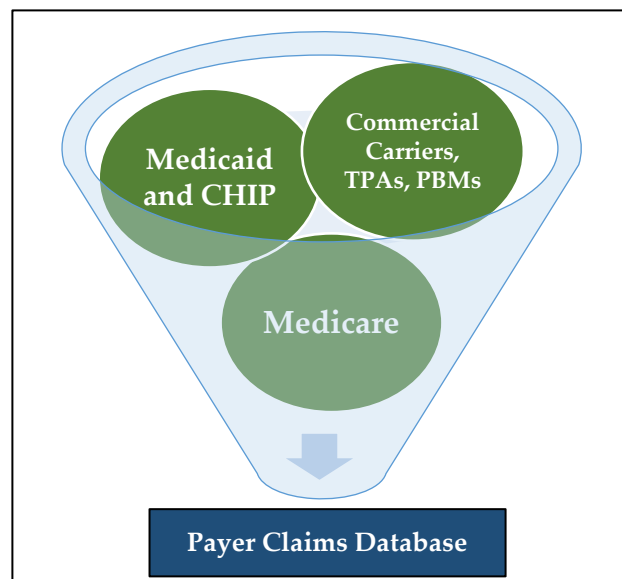 Medicaid
and CHIP
Commercial
Carriers,
TPAs, PBMs
Medicare
Payer Claims Database